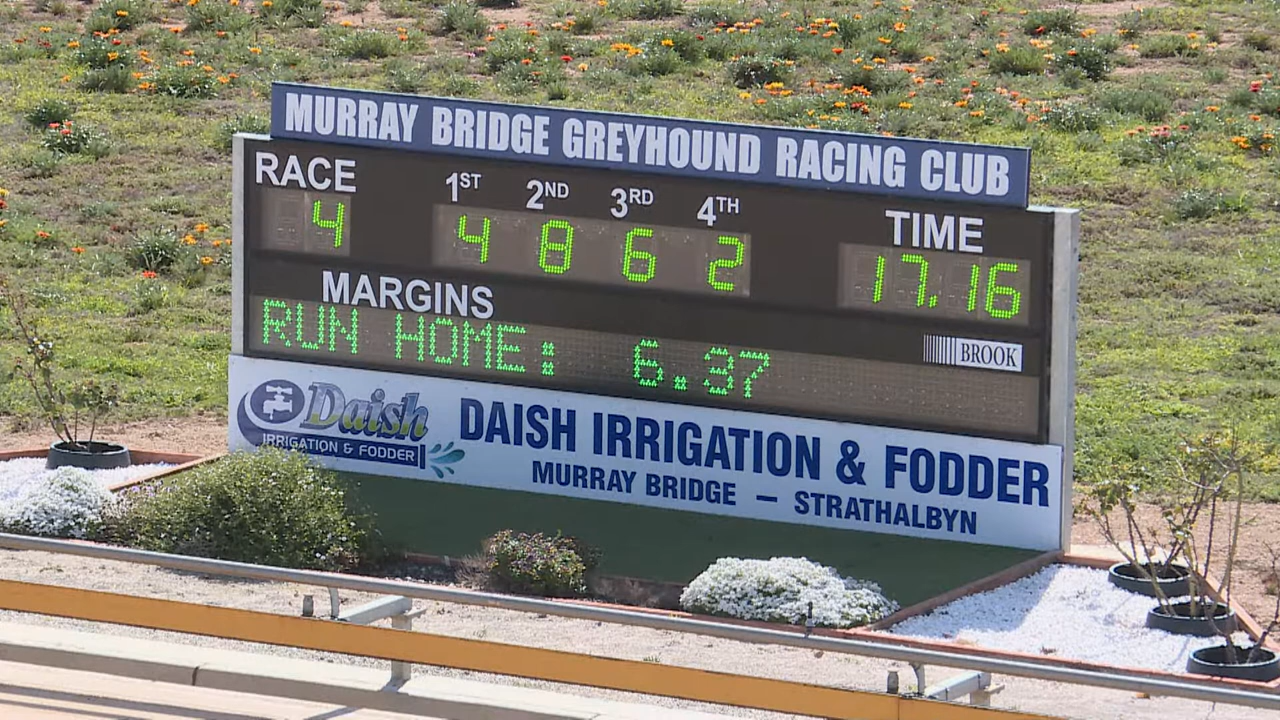 MURRAY BRIDGE GREYHOUND RACING CLUB
RACE 1ST 2ND 3RD 4TH TIME
4 4 8 6 2 17.16
MARGINS
RUN HOME: 6.37
BROOK
Daish
IRRIGATION & FODDER
DAISH IRRIGATION & FODDER
MURRAY BRIDGE – STRATHALBYN